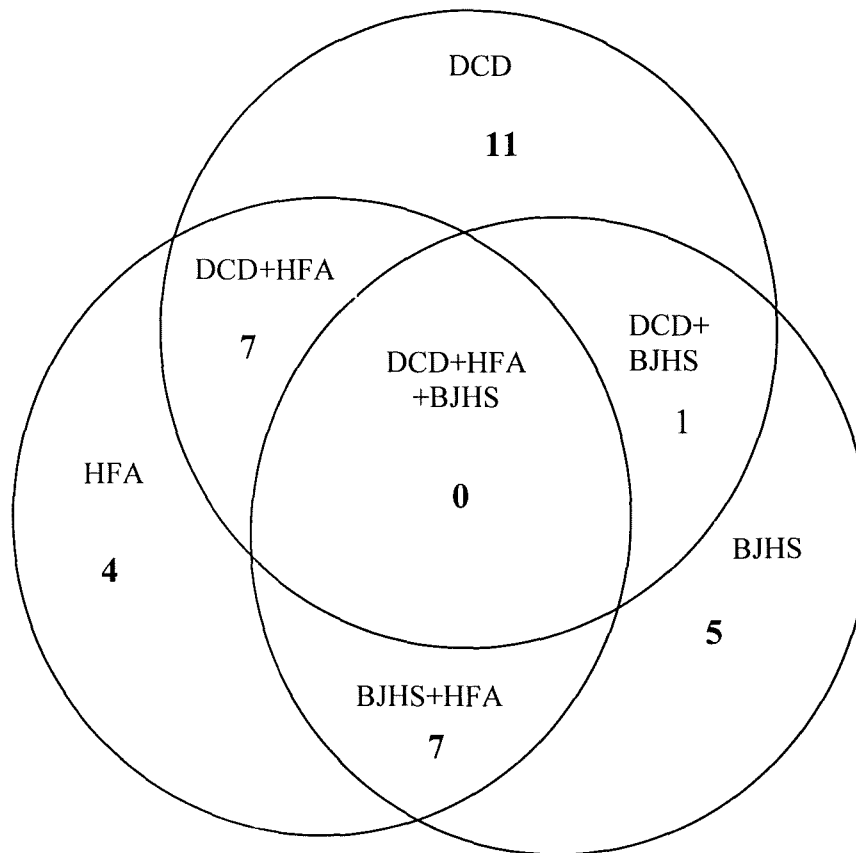 DCD
11
DCD+HFA
7
DCD+HFA
+BJHS
0
DCD+
BJHS
1
HFA
4
BJHS
5
BJHS+HFA
7